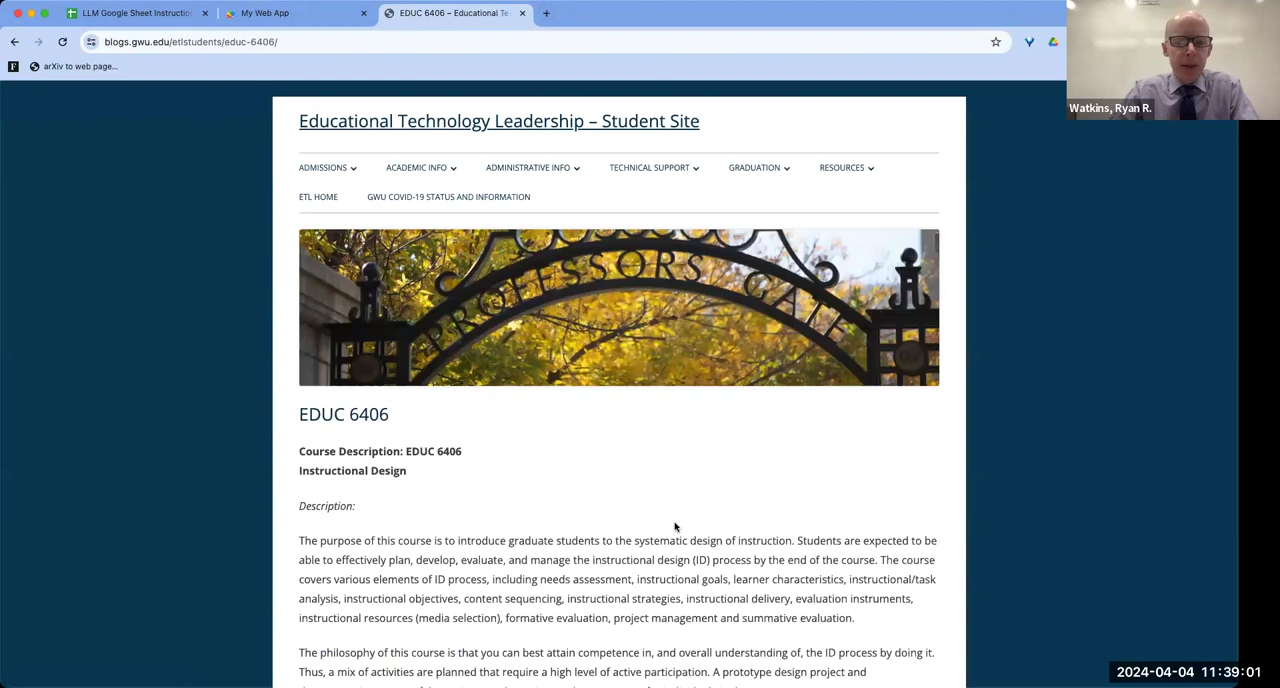 LLM Google Sheet Instructio
My Web App
EDUC 6406 – Educational Te
blogs.gwu.edu/etlstudents/educ-6406/
F
arXiv to web page...
Watkins, Ryan R.
Educational Technology Leadership – Student Site
ADMISSIONS ACADEMIC INFO ADMINISTRATIVE INFO TECHNICAL SUPPORT GRADUATION RESOURCES
ETL HOME GWU COVID-19 STATUS AND INFORMATION
PROFESSORS GATE
EDUC 6406
Course Description: EDUC 6406
Instructional Design
Description:
The purpose of this course is to introduce graduate students to the systematic design of instruction. Students are expected to be
able to effectively plan, develop, evaluate, and manage the instructional design (ID) process by the end of the course. The course
covers various elements of ID process, including needs assessment, instructional goals, learner characteristics, instructional/task
analysis, instructional objectives, content sequencing, instructional strategies, instructional delivery, evaluation instruments,
instructional resources (media selection), formative evaluation, project management and summative evaluation.
The philosophy of this course is that you can best attain competence in, and overall understanding of, the ID process by doing it.
Thus, a mix of activities are planned that require a high level of active participation. A prototype design project and
2024-04-04 11:39:01